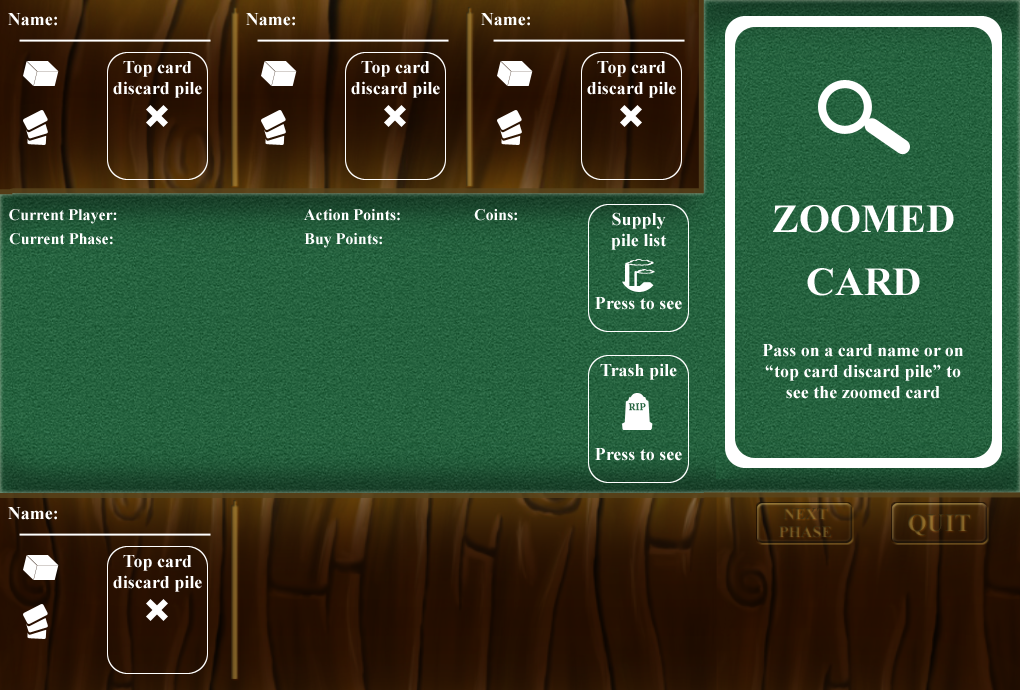 Name:
Top card
discard pile
Name:
Top card
discard pile
Name:
Top card
discard pile
ZOOMED
CARD
Pass on a card name or on
“top card discard pile” to
see the zoomed card
Current Player:
Current Phase:
Action Points:
Buy Points:
Coins:
Supply
pile list
Press to see
Trash pile
RIP
Press to see
Name:
Top card
discard pile
NEXT
PHASE
QUIT